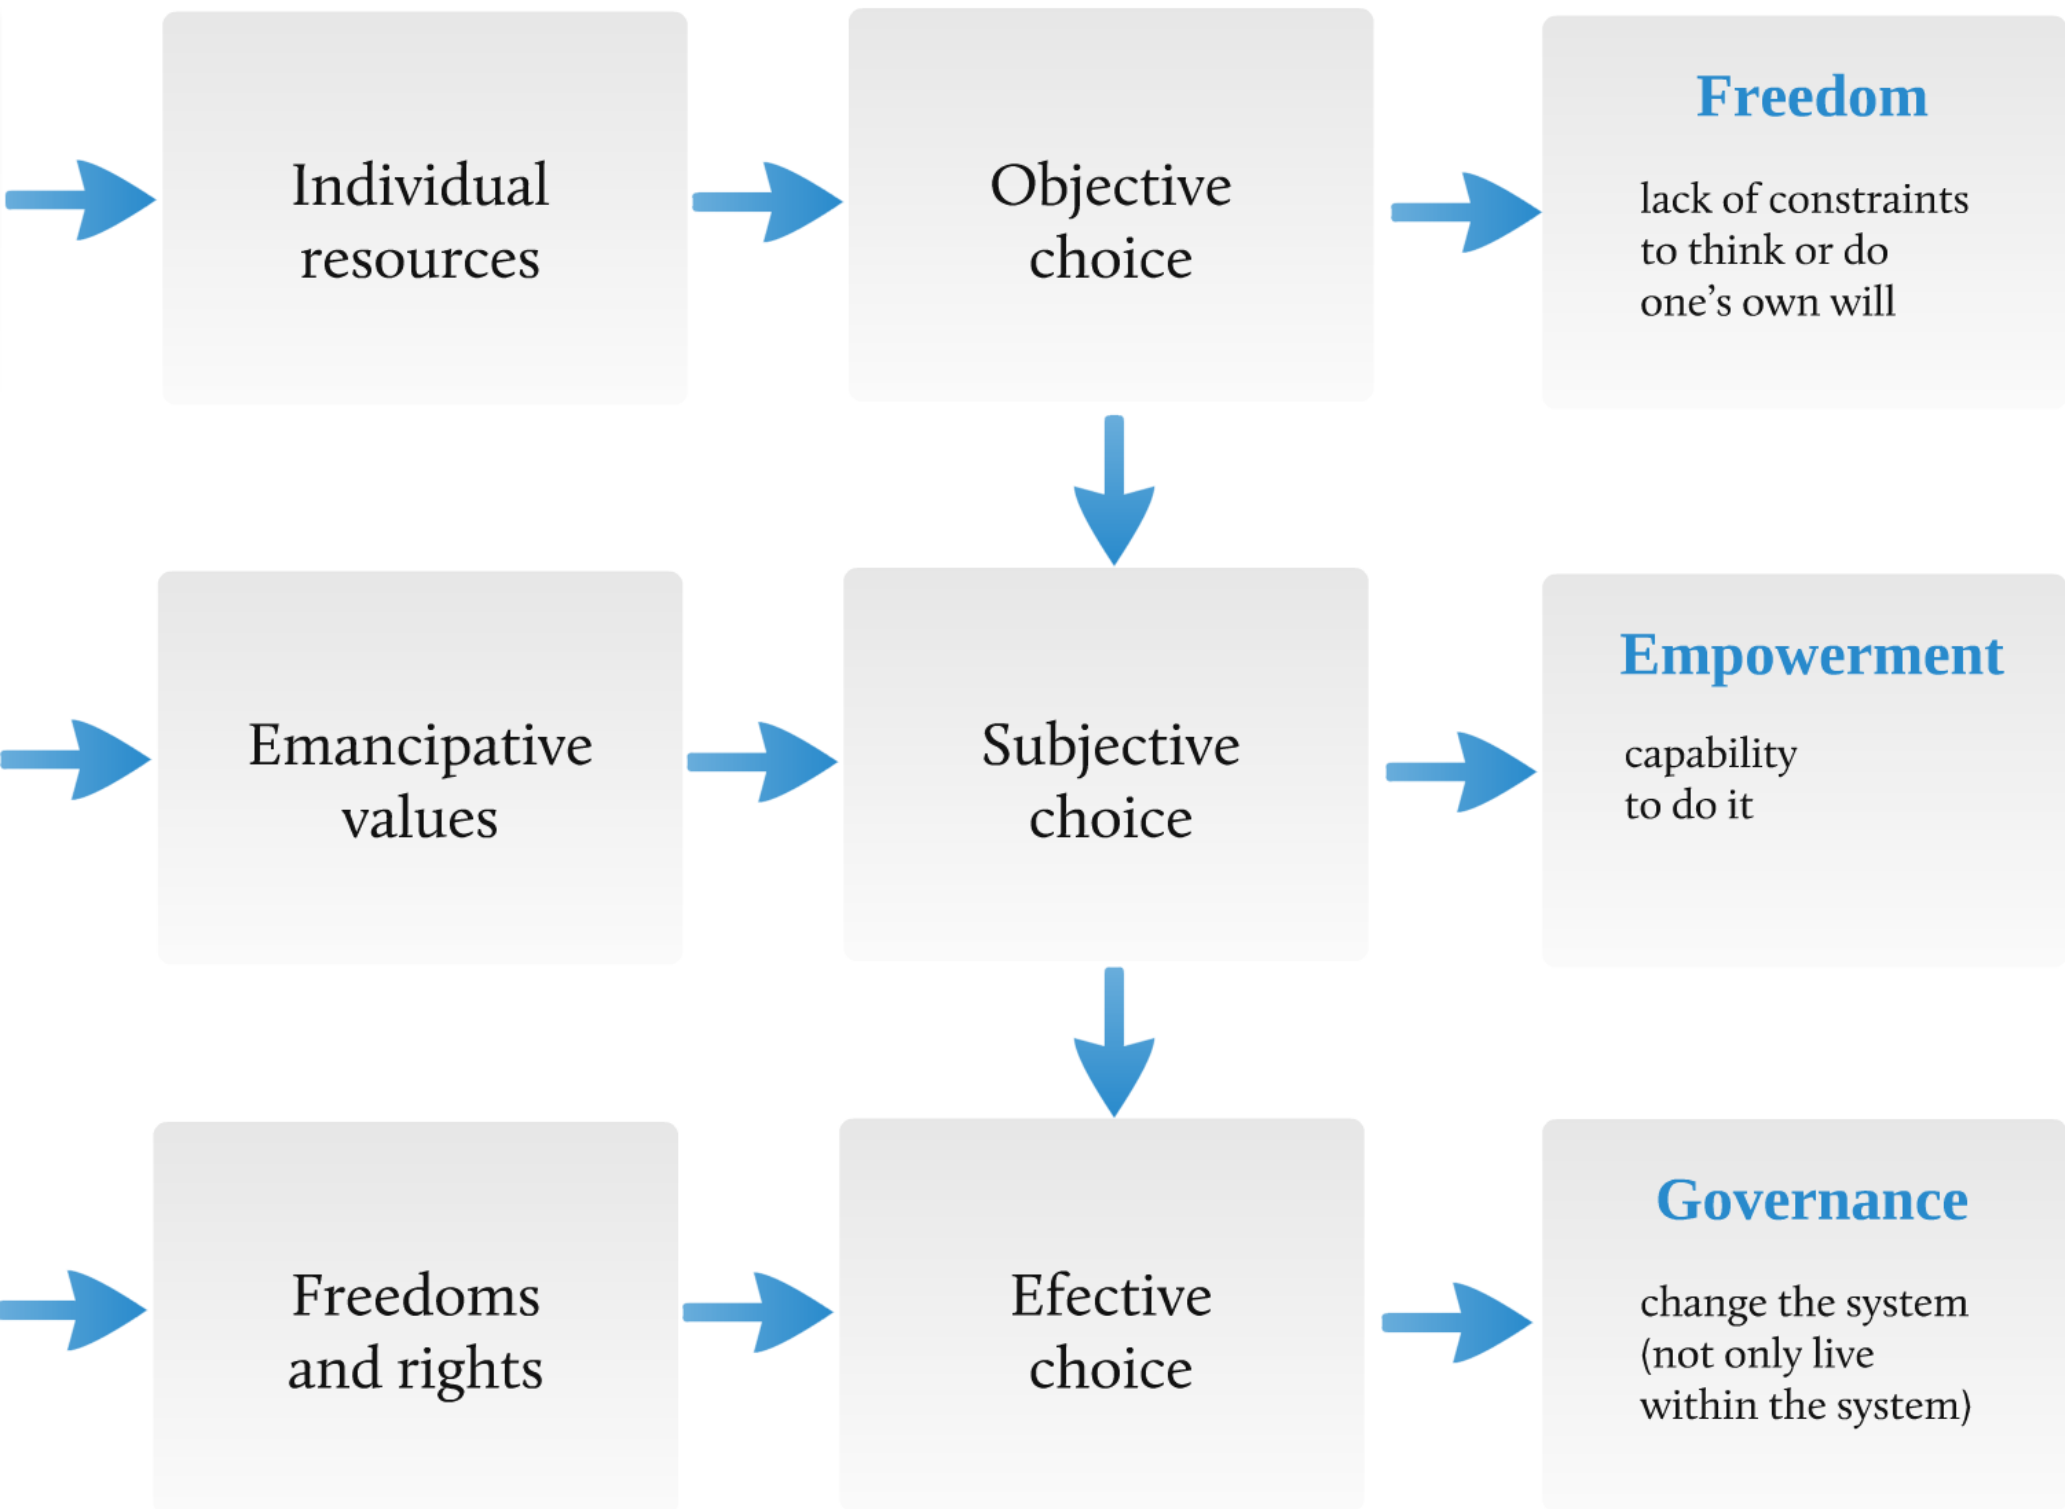 Individual
resources
Objective
choice
Freedom
lack of constraints
to think or do
one’s own will
Emancipative
values
Subjective
choice
Empowerment
capability
to do it
Freedoms
and rights
Efective
choice
Governance
change the system
(not only live
within the system)